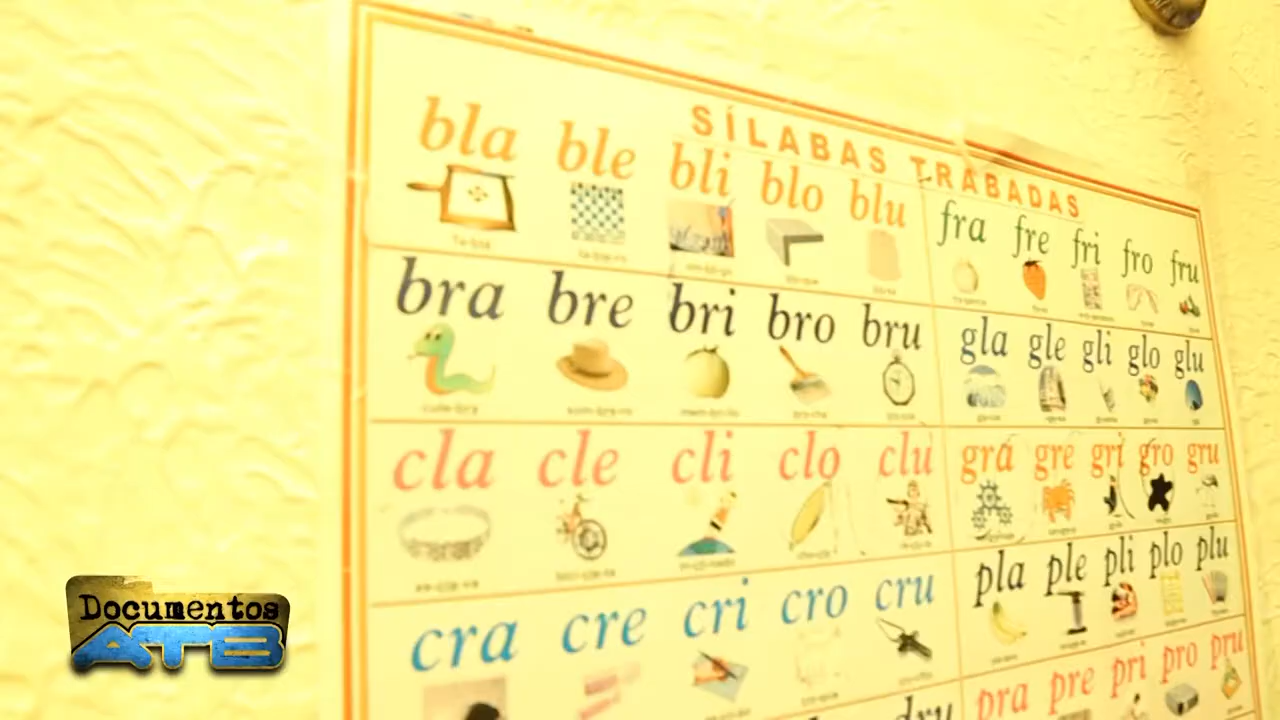 SÍLABAS TRABADAS
bla ble bli blo blu
bra bre bri bro bru
cla cle cli clo clu
cra cre cri cro cru
dru
fra fre fri fro fru
gla gle gli glo glu
gra gre gri gro gru
pla ple pli plo plu
pra pre pri pro pru
Documentos
ATB